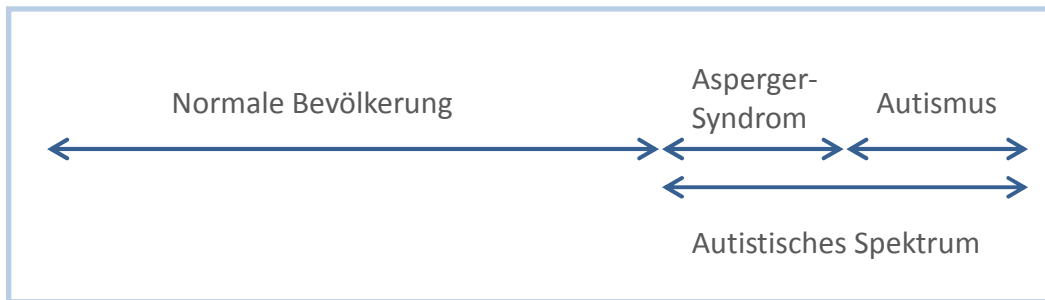 Normale Bevölkerung
Asperger-
Syndrom
Autismus
Autistisches Spektrum